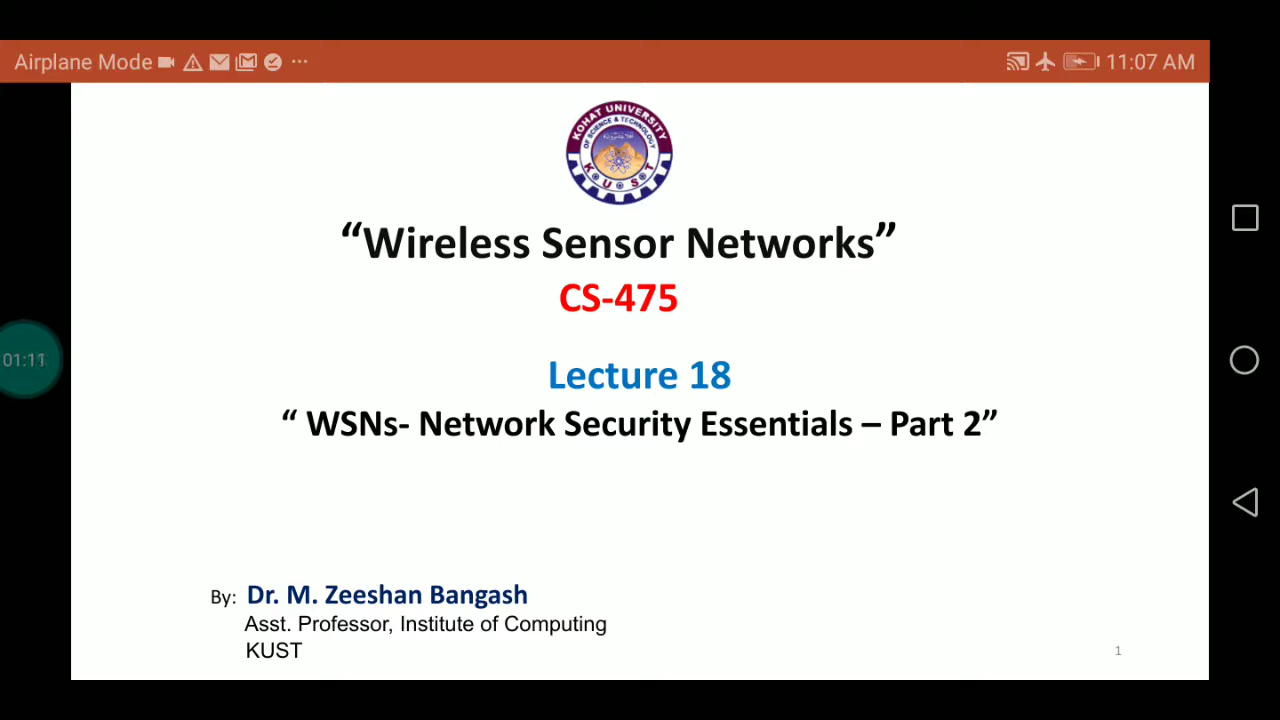 Airplane Mode ... 11:07 AM
KOHAT UNIVERSITY
OF SCIENCE & TECHNOLOGY
K U S T
“Wireless Sensor Networks”
CS-475
01:11
Lecture 18
“ WSNs- Network Security Essentials – Part 2”
By: Dr. M. Zeeshan Bangash
Asst. Professor, Institute of Computing
KUST
1